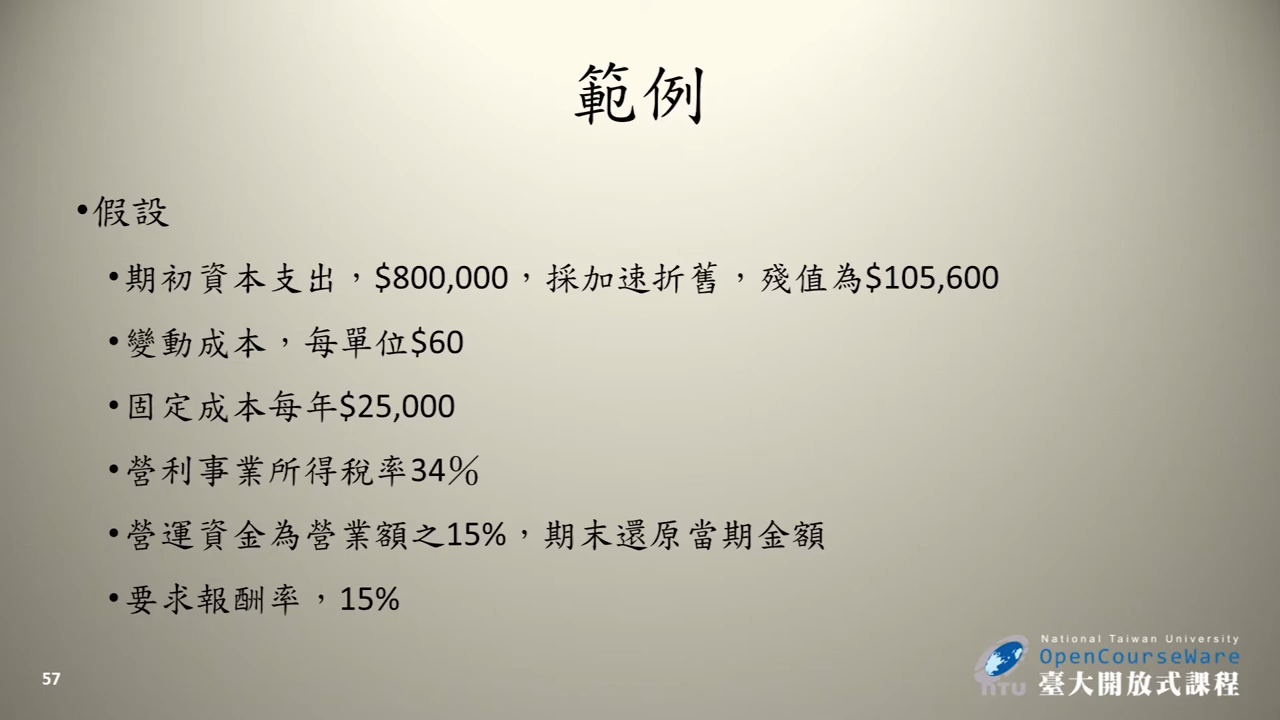 範例
•假設
•期初資本支出，$800,000，採加速折舊，殘值為$105,600
•變動成本，每單位$60
•固定成本每年$25,000
•營利事業所得稅率34％
•營運資金為營業額之15%，期末還原當期金額
•要求報酬率，15%
National Taiwan University
OpenCourseWare
NTU 臺大開放式課程
57